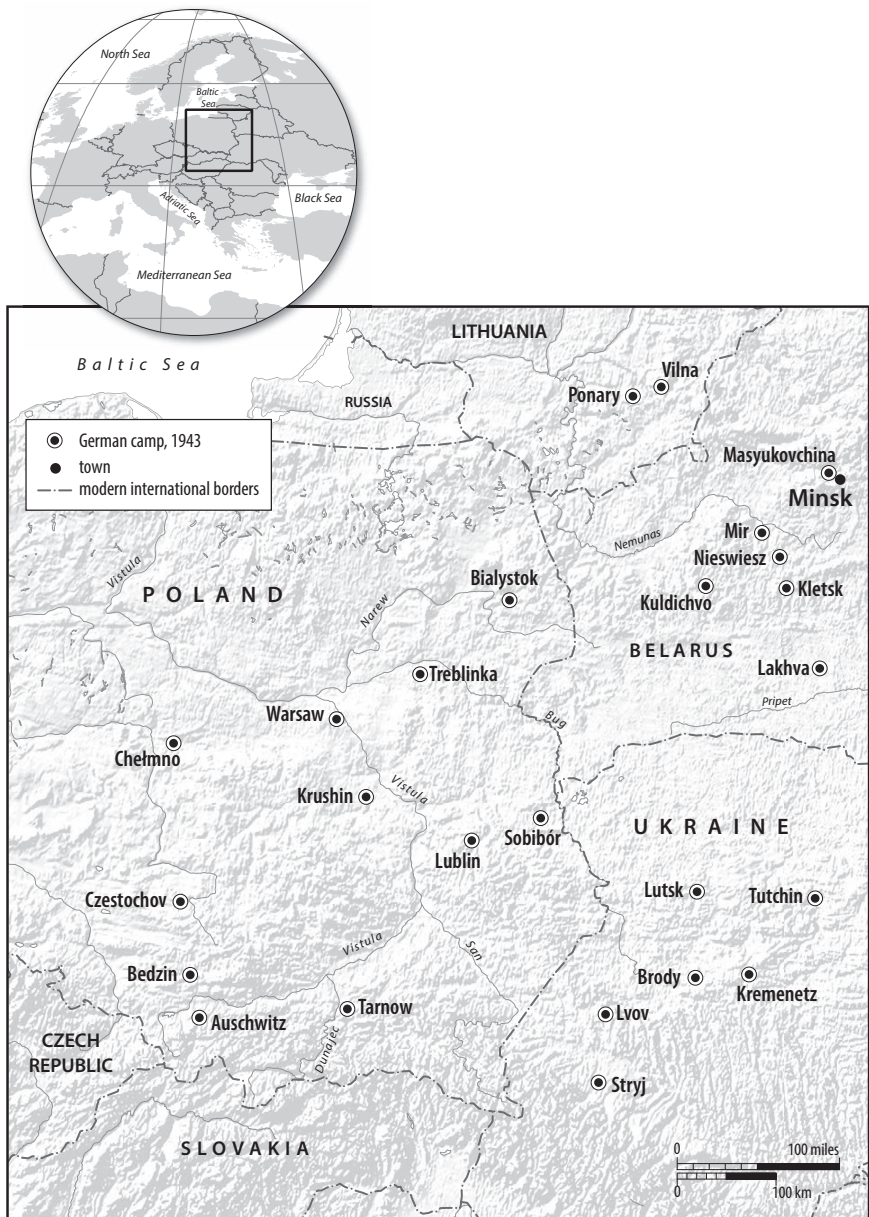 North Sea
Baltic
Sea
Adriatic Sea
Black Sea
Mediterranean Sea
Baltic Sea
LITHUANIA
Vilna
Ponary
RUSSIA
German camp, 1943
town
modern international borders
Masyukovchina
Minsk
Mir
Nemunas
Nieswiesz
Vistula
POLAND
Bialystok
Kuldichvo
Kletsk
Narew
BELARUS
Treblinka
Lakhva
Pripet
Warsaw
Bug
Chełmno
Krushin
Vistula
Sobibór
UKRAINE
Lublin
Lutsk
Tutchin
Czestochov
Vistula
San
Bedzin
Brody
Kremenetz
Auschwitz
Tarnow
Lvov
Dunajec
CZECH
REPUBLIC
Stryj
SLOVAKIA
0 100 miles
0 100 km